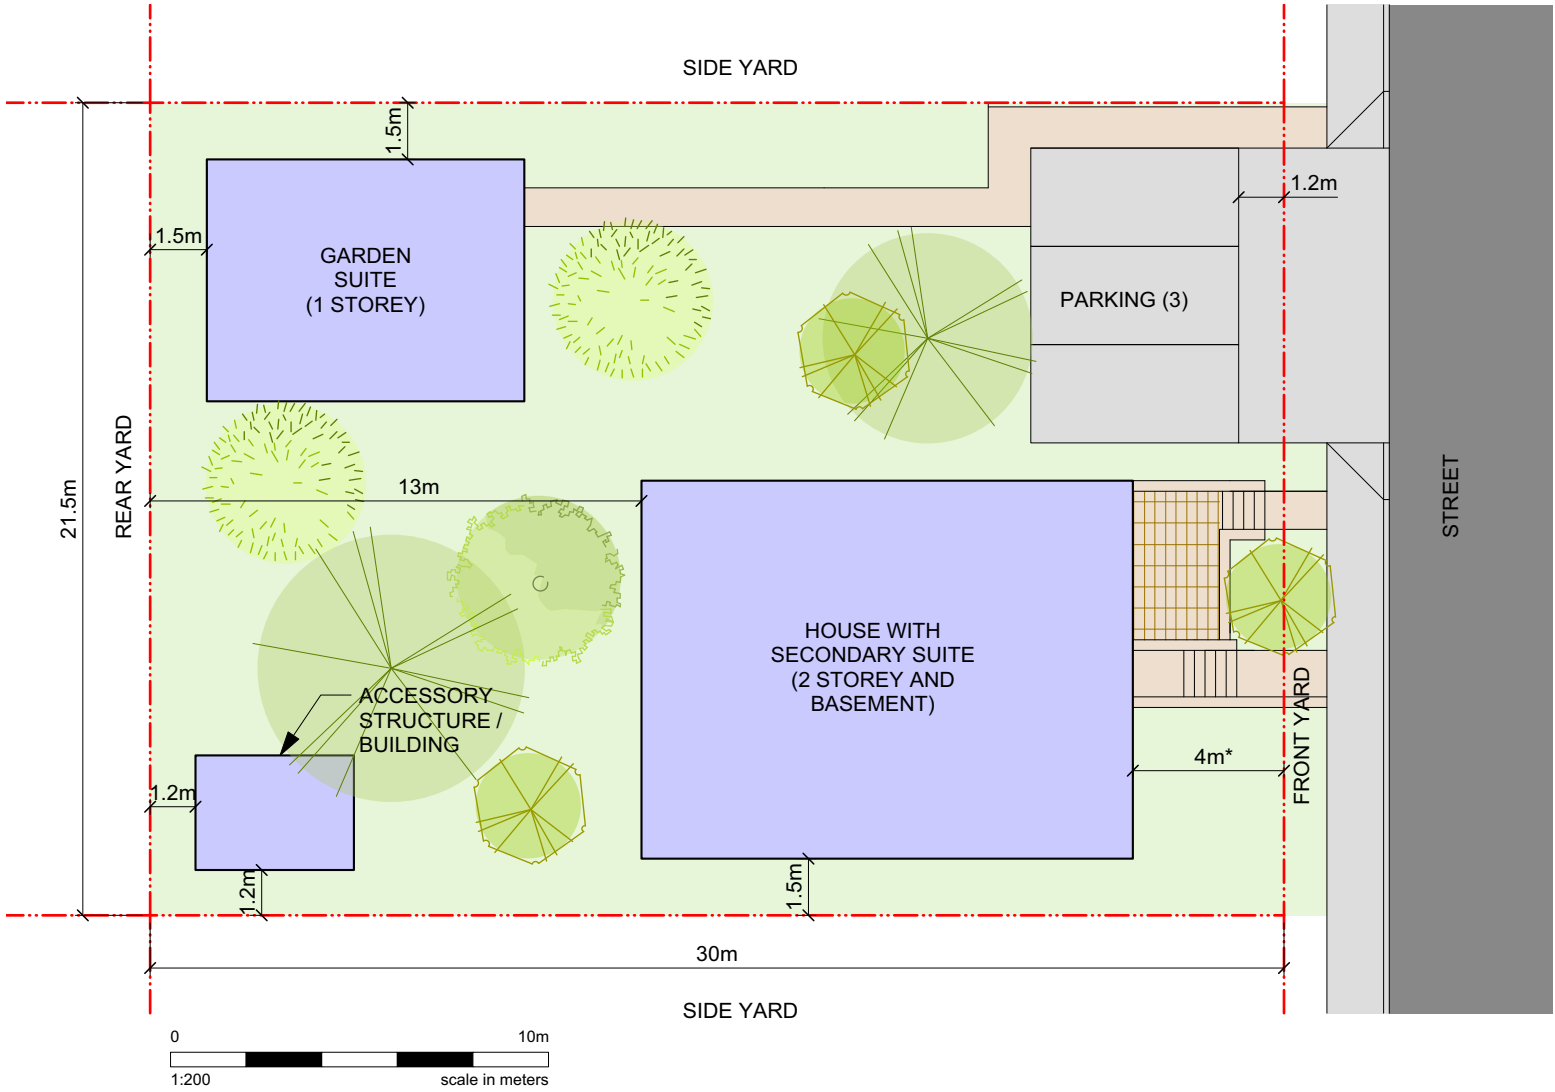 SIDE YARD
1.5m
1.2m
1.5m
GARDEN
SUITE
(1 STOREY)
PARKING (3)
REAR YARD
21.5m
13m
STREET
HOUSE WITH
SECONDARY SUITE
(2 STOREY AND
BASEMENT)
ACCESSORY
STRUCTURE /
BUILDING
4m*
FRONT YARD
1.2m
1.2m
1.5m
30m
SIDE YARD
0 10m
1:200 scale in meters